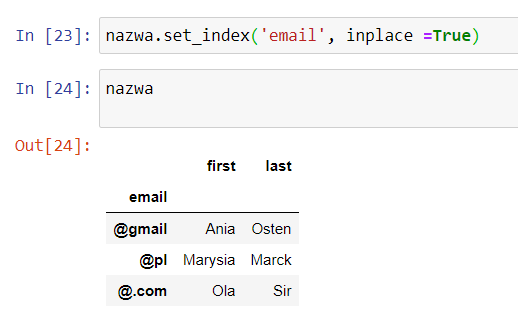 In [23]: nazwa.set_index('email', inplace =True)
In [24]: nazwa
Out[24]:
first last
email
@gmail Ania Osten
@pl Marysia Marck
@.com Ola Sir